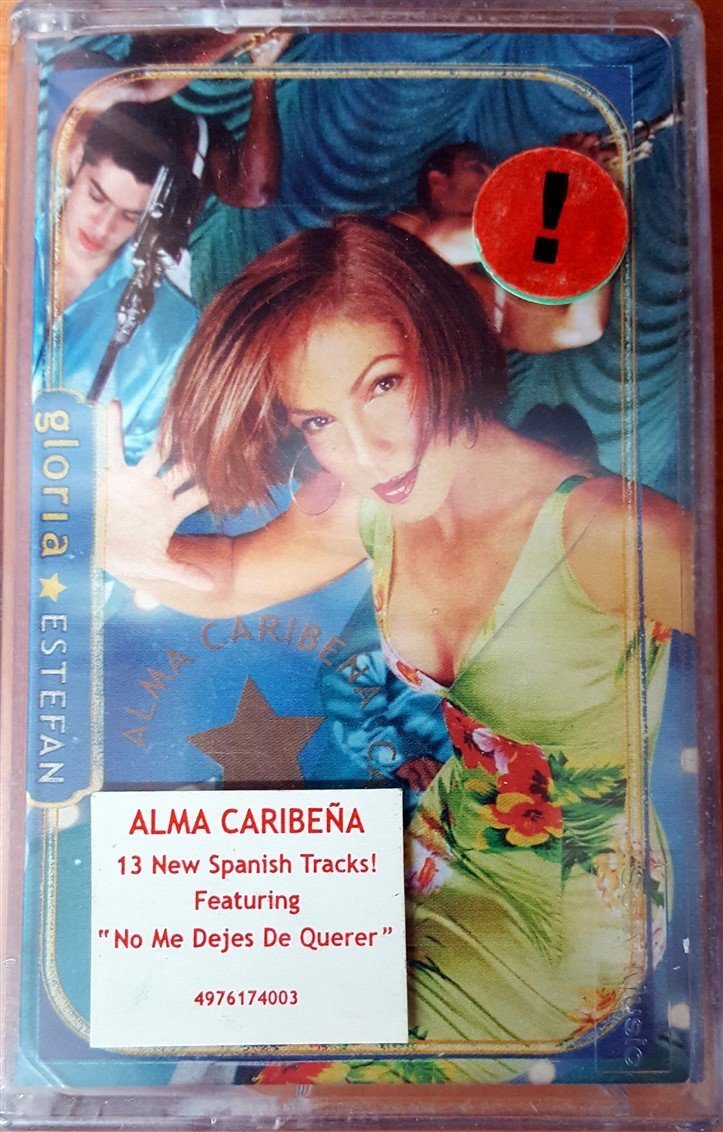 !
gloria ★ ESTEFAN
ALMA CARIBEÑA
ALMA CARIBEÑA
13 New Spanish Tracks!
Featuring
"No Me Dejes De Querer"
4976174003